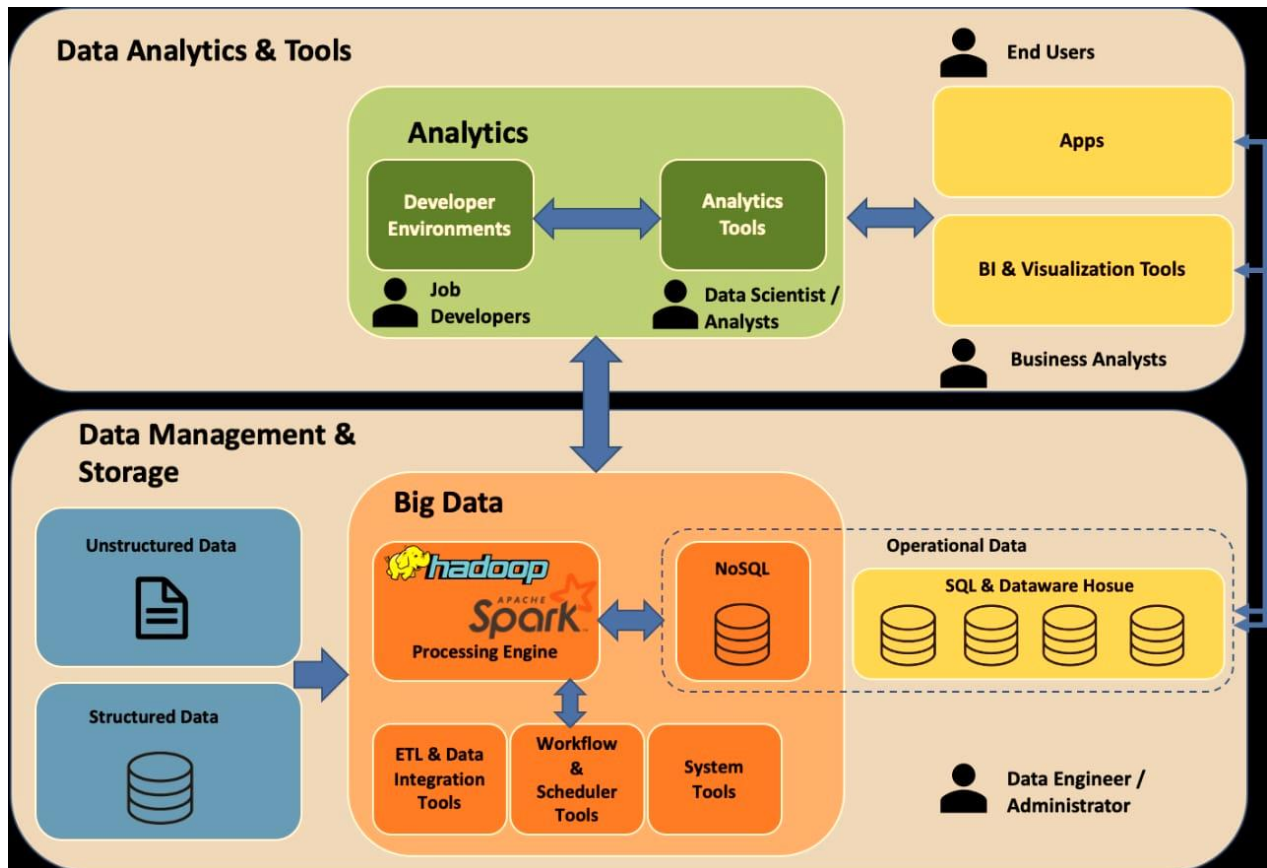 Data Analytics & Tools
End Users
Analytics
Apps
Developer
Environments
Analytics
Tools
BI & Visualization Tools
Job
Developers
Data Scientist /
Analysts
Business Analysts
Data Management &
Storage
Big Data
Unstructured Data
hadoop
APACHE
Spark™
Processing Engine
NoSQL
Operational Data
SQL & Dataware Hosue
Structured Data
ETL & Data
Integration
Tools
Workflow
&
Scheduler
Tools
System
Tools
Data Engineer /
Administrator